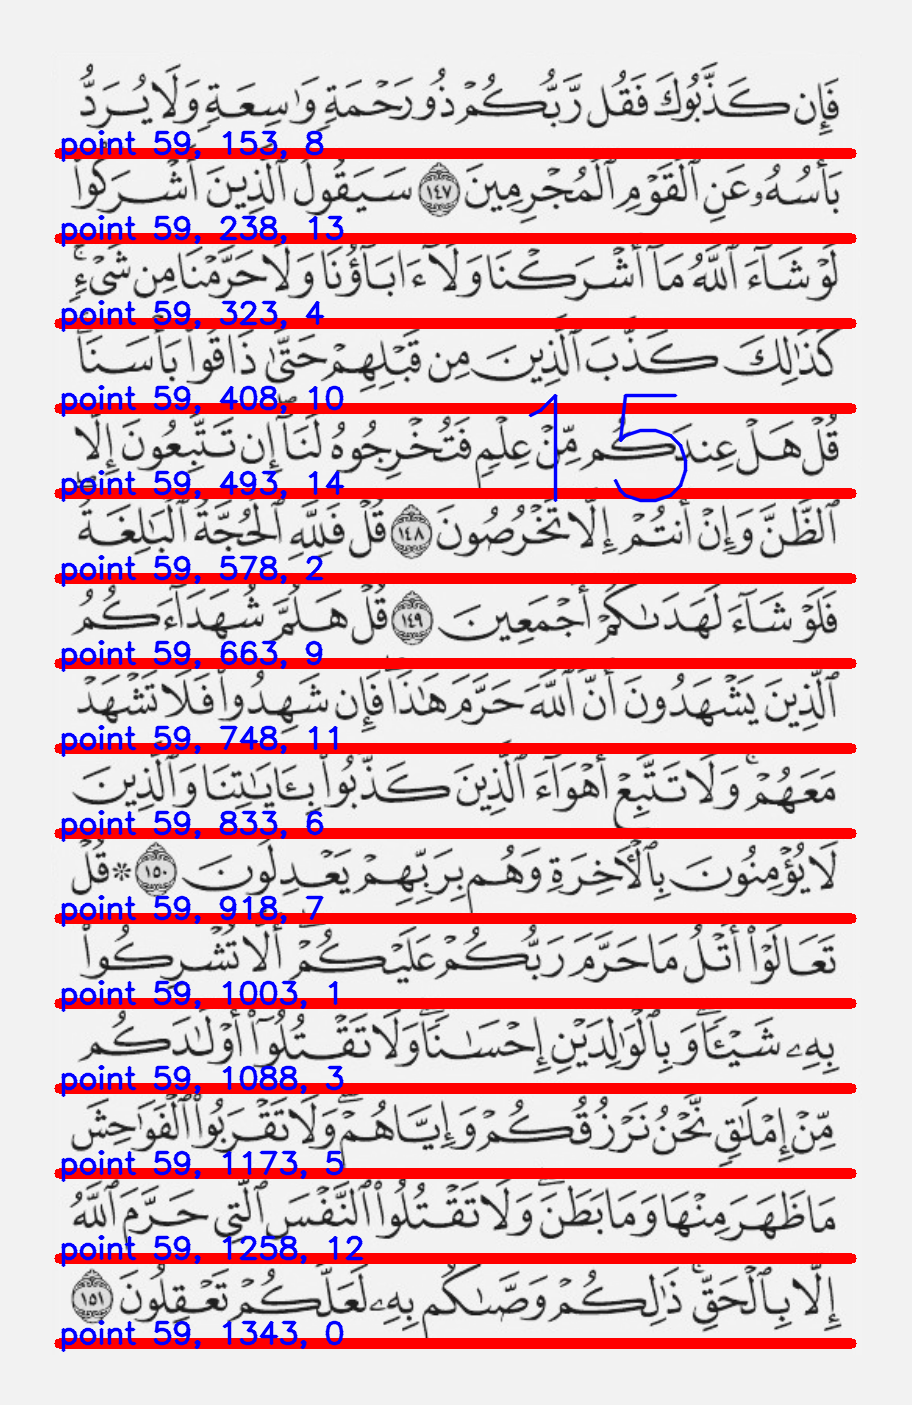 فَإِن كَذَّبُوكَ فَقُل رَّبُّكُمْ ذُو رَحْمَةٍ وَٰسِعَةٍ وَلَا يُرَدُّ
point 59, 153, 8
بَأْسُهُۥ عَنِ ٱلْقَوْمِ ٱلْمُجْرِمِينَ ١٤٧ سَيَقُولُ ٱلَّذِينَ أَشْرَكُوا۟
point 59, 238, 13
لَوْ شَآءَ ٱللَّهُ مَآ أَشْرَكْنَا وَلَآ ءَابَآؤُنَا وَلَا حَرَّمْنَا مِن شَىْءٍۚ
point 59, 323, 4
كَذَٰلِكَ كَذَّبَ ٱلَّذِينَ مِن قَبْلِهِمْ حَتَّىٰ ذَاقُوا۟ بَأْسَنَاۗ
point 59, 408, 10
15
قُلْ هَلْ عِندَكُم مِّنْ عِلْمٍ فَتُخْرِجُوهُ لَنَآۖ إِن تَتَّبِعُونَ إِلَّا
point 59, 493, 14
ٱلظَّنَّ وَإِنْ أَنتُمْ إِلَّا تَخْرُصُونَ ١٤٨ قُلْ فَلِلَّهِ ٱلْحُجَّةُ ٱلْبَٰلِغَةُۖ
point 59, 578, 2
فَلَوْ شَآءَ لَهَدَىٰكُمْ أَجْمَعِينَ ١٤٩ قُلْ هَلُمَّ شُهَدَآءَكُمُ
point 59, 663, 9
ٱلَّذِينَ يَشْهَدُونَ أَنَّ ٱللَّهَ حَرَّمَ هَٰذَاۖ فَإِن شَهِدُوا۟ فَلَا تَشْهَدْ
point 59, 748, 11
مَعَهُمْۚ وَلَا تَتَّبِعْ أَهْوَآءَ ٱلَّذِينَ كَذَّبُوا۟ بِـَٔايَٰتِنَا وَٱلَّذِينَ
point 59, 833, 6
لَا يُؤْمِنُونَ بِٱلْءَاخِرَةِ وَهُم بِرَبِّهِمْ يَعْدِلُونَ ١٥٠ * قُلْ
point 59, 918, 7
تَعَالَوْا۟ أَتْلُ مَا حَرَّمَ رَبُّكُمْ عَلَيْكُمْۖ أَلَّا تُشْرِكُوا۟
point 59, 1003, 1
بِهِۦ شَيْـًٔاۖ وَبِٱلْوَٰلِدَيْنِ إِحْسَٰنًاۖ وَلَا تَقْتُلُوٓا۟ أَوْلَٰدَكُم
point 59, 1088, 3
مِّنْ إِمْلَٰقٍۖ نَّحْنُ نَرْزُقُكُمْ وَإِيَّاهُمْۖ وَلَا تَقْرَبُوا۟ ٱلْفَوَٰحِشَ
point 59, 1173, 5
مَا ظَهَرَ مِنْهَا وَمَا بَطَنَۖ وَلَا تَقْتُلُوا۟ ٱلنَّفْسَ ٱلَّتِى حَرَّمَ ٱللَّهُ
point 59, 1258, 12
إِلَّا بِٱلْحَقِّۚ ذَٰلِكُمْ وَصَّىٰكُم بِهِۦ لَعَلَّكُمْ تَعْقِلُونَ ١٥١
point 59, 1343, 0